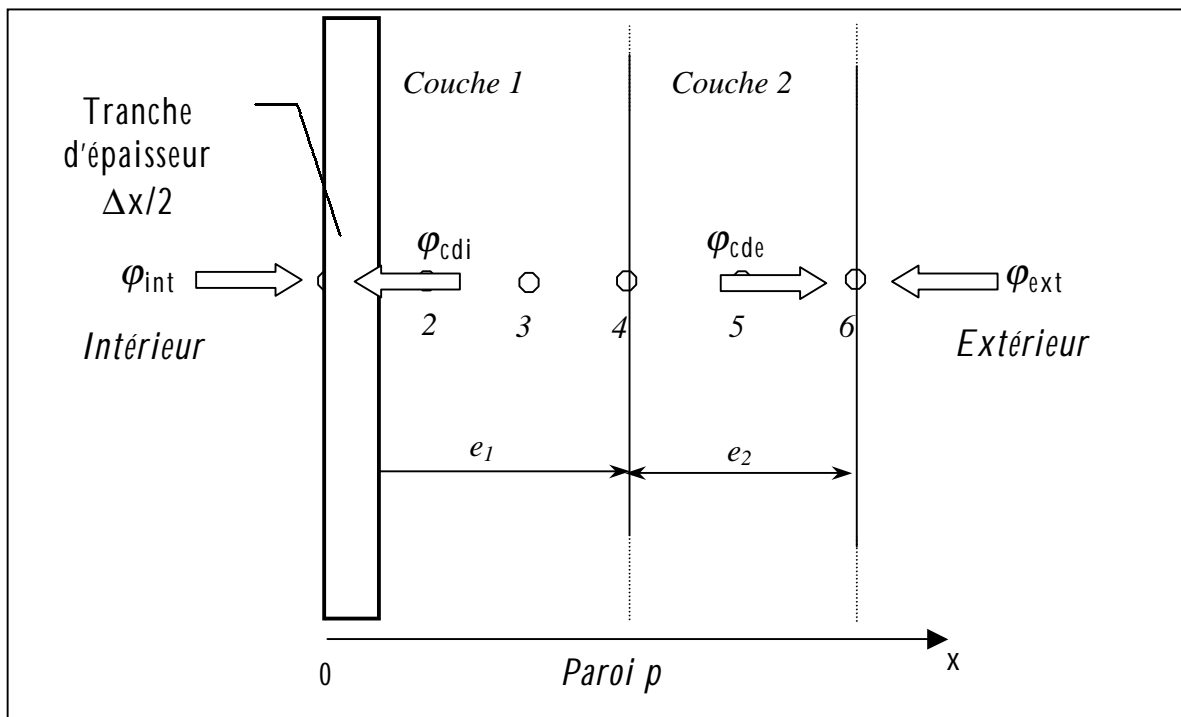 Couche 1
Couche 2
Tranche
d'épaisseur
Δx/2
φcdi
φcde
φint
φext
2
3
4
5
6
Intérieur
Extérieur
e1
e2
0
Paroi p
x